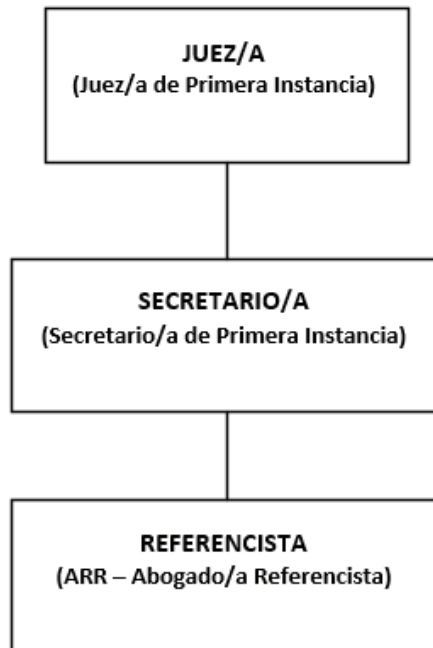 JUEZ/A
(Juez/a de Primera Instancia)
SECRETARIO/A
(Secretario/a de Primera Instancia)
REFERENCISTA
(ARR – Abogado/a Referencista)